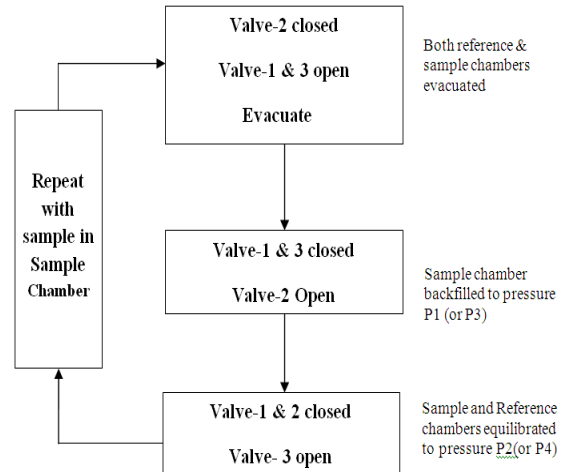 Valve-2 closed
Valve-1 & 3 open
Evacuate
Both reference &
sample chambers
evacuated
Repeat
with
sample in
Sample
Chamber
Valve-1 & 3 closed
Valve-2 Open
Sample chamber
backfilled to pressure
P1 (or P3)
Valve-1 & 2 closed
Valve- 3 open
Sample and Reference
chambers equilibrated
to pressure P2(or P4)